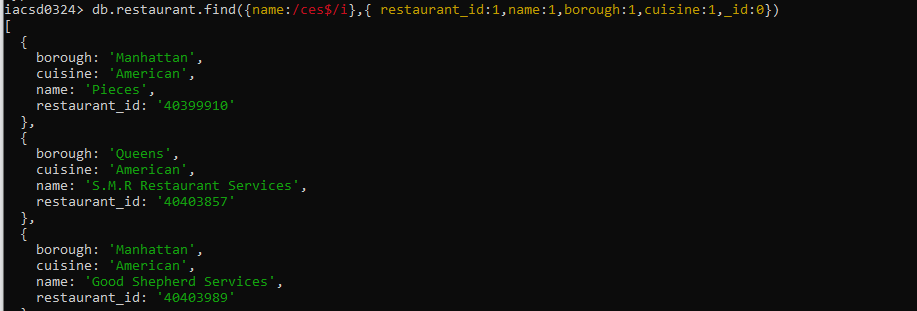 iacsd0324> db.restaurant.find({name:/ces$/i},{ restaurant_id:1,name:1,borough:1,cuisine:1,_id:0})
[
  {
    borough: 'Manhattan',
    cuisine: 'American',
    name: 'Pieces',
    restaurant_id: '40399910'
  },
  {
    borough: 'Queens',
    cuisine: 'American',
    name: 'S.M.R Restaurant Services',
    restaurant_id: '40403857'
  },
  {
    borough: 'Manhattan',
    cuisine: 'American',
    name: 'Good Shepherd Services',
    restaurant_id: '40403989'